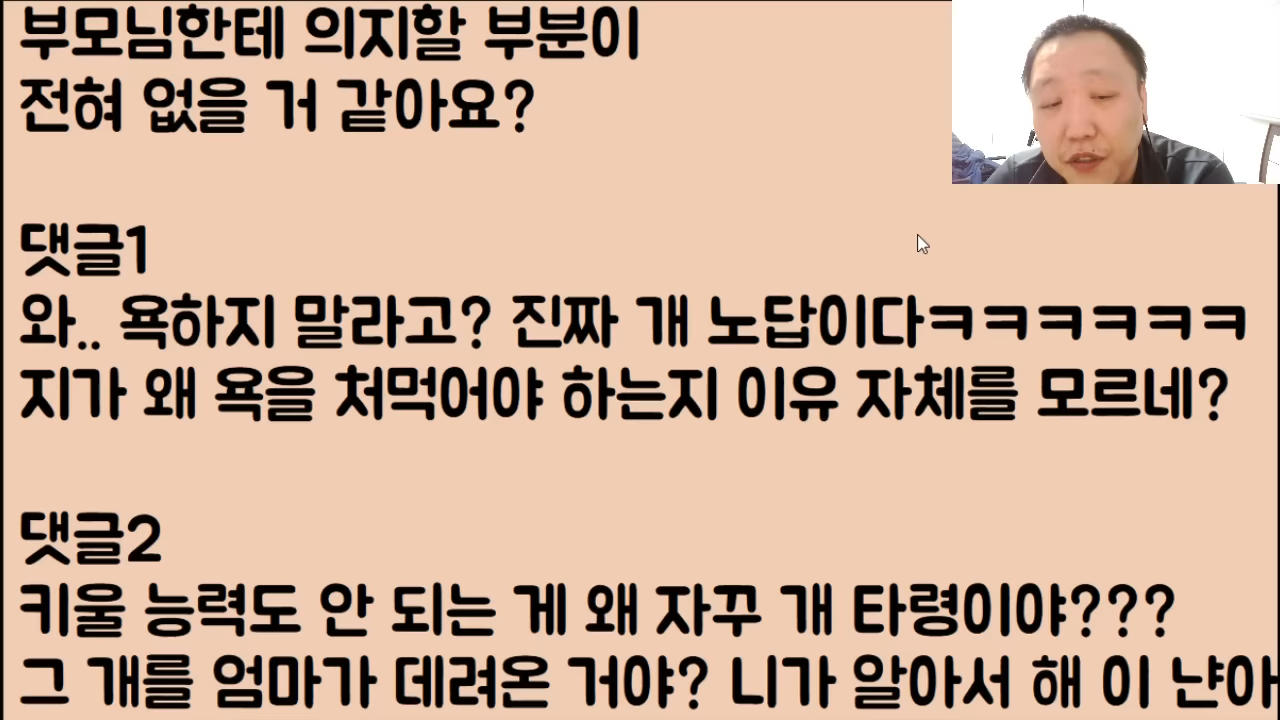 부모님한테 의지할 부분이
전혀 없을 거 같아요?
댓글1
와.. 욕하지 말라고? 진짜 개 노답이다ㅋㅋㅋㅋㅋㅋ
지가 왜 욕을 처먹어야 하는지 이유 자체를 모르네?
댓글2
키울 능력도 안 되는 게 왜 자꾸 개 타령이야???
그 개를 엄마가 데려온 거야? 니가 알아서 해 이 냔아